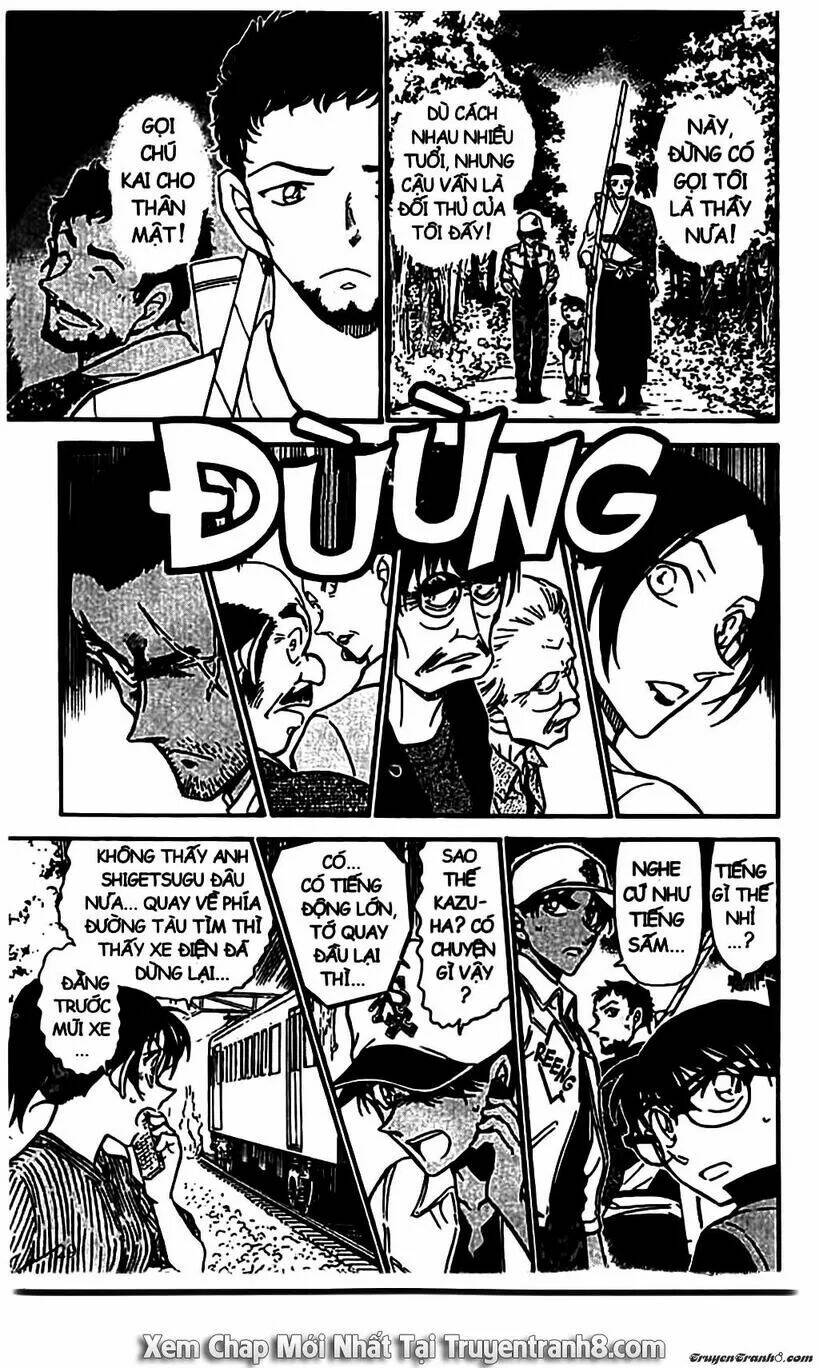 NÀY,
ĐỪNG CÓ
GỌI TÔI
LÀ THẦY
NƯA!
DÙ CÁCH
NHAU NHIỀU
TUỔI, NHƯNG
CẬU VẪN LÀ
ĐỐI THỦ CỦA
TÔI ĐẤY!
GỌI
CHÚ
KAI CHO
THÂN
MẬT!
ĐÙÙNG
TIẾNG
GÌ THẾ
NHỈ
...?
NGHE
CỨ NHƯ
TIẾNG
SẤM...
REENG
SAO
THẾ
KAZU-
HA? CÓ
CHUYỆN
GÌ VẬY
?
CÓ...
CÓ TIẾNG
ĐỘNG LỚN,
TỚ QUAY
ĐẦU LẠI
THÌ...
KHÔNG THẤY ANH
SHIGETSUGU ĐÂU
NƯA... QUAY VỀ PHÍA
ĐƯỜNG TÀU TÌM THÌ
THẤY XE ĐIỆN ĐÃ
DỪNG LẠI...
ĐẰNG
TRƯỚC
MŨI XE
...
Xem Chap Mới Nhất Tại Truyentranh8.com
TruyenTranh8.com